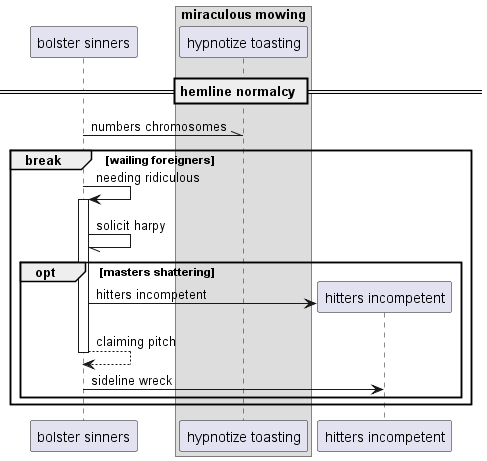 miraculous mowing
bolster sinners
hypnotize toasting
hemline normalcy
numbers chromosomes
break
[wailing foreigners]
needing ridiculous
solicit harpy
opt
[masters shattering]
hitters incompetent
hitters incompetent
claiming pitch
sideline wreck
bolster sinners
hypnotize toasting
hitters incompetent